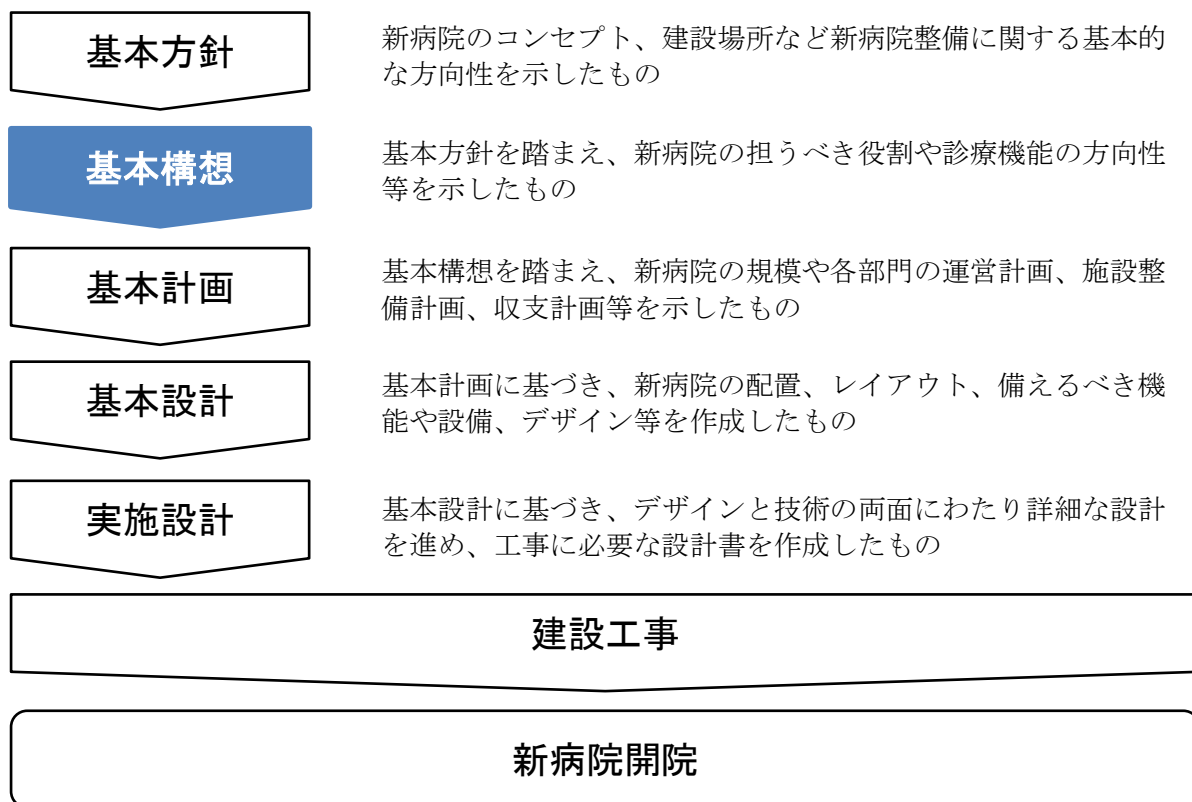 基本方針
新病院のコンセプト、建設場所など新病院整備に関する基本的
な方向性を示したもの
基本構想
基本方針を踏まえ、新病院の担うべき役割や診療機能の方向性
等を示したもの
基本計画
基本構想を踏まえ、新病院の規模や各部門の運営計画、施設整
備計画、収支計画等を示したもの
基本設計
基本計画に基づき、新病院の配置、レイアウト、備えるべき機
能や設備、デザイン等を作成したもの
実施設計
基本設計に基づき、デザインと技術の両面にわたり詳細な設計
を進め、工事に必要な設計書を作成したもの
建設工事
新病院開院